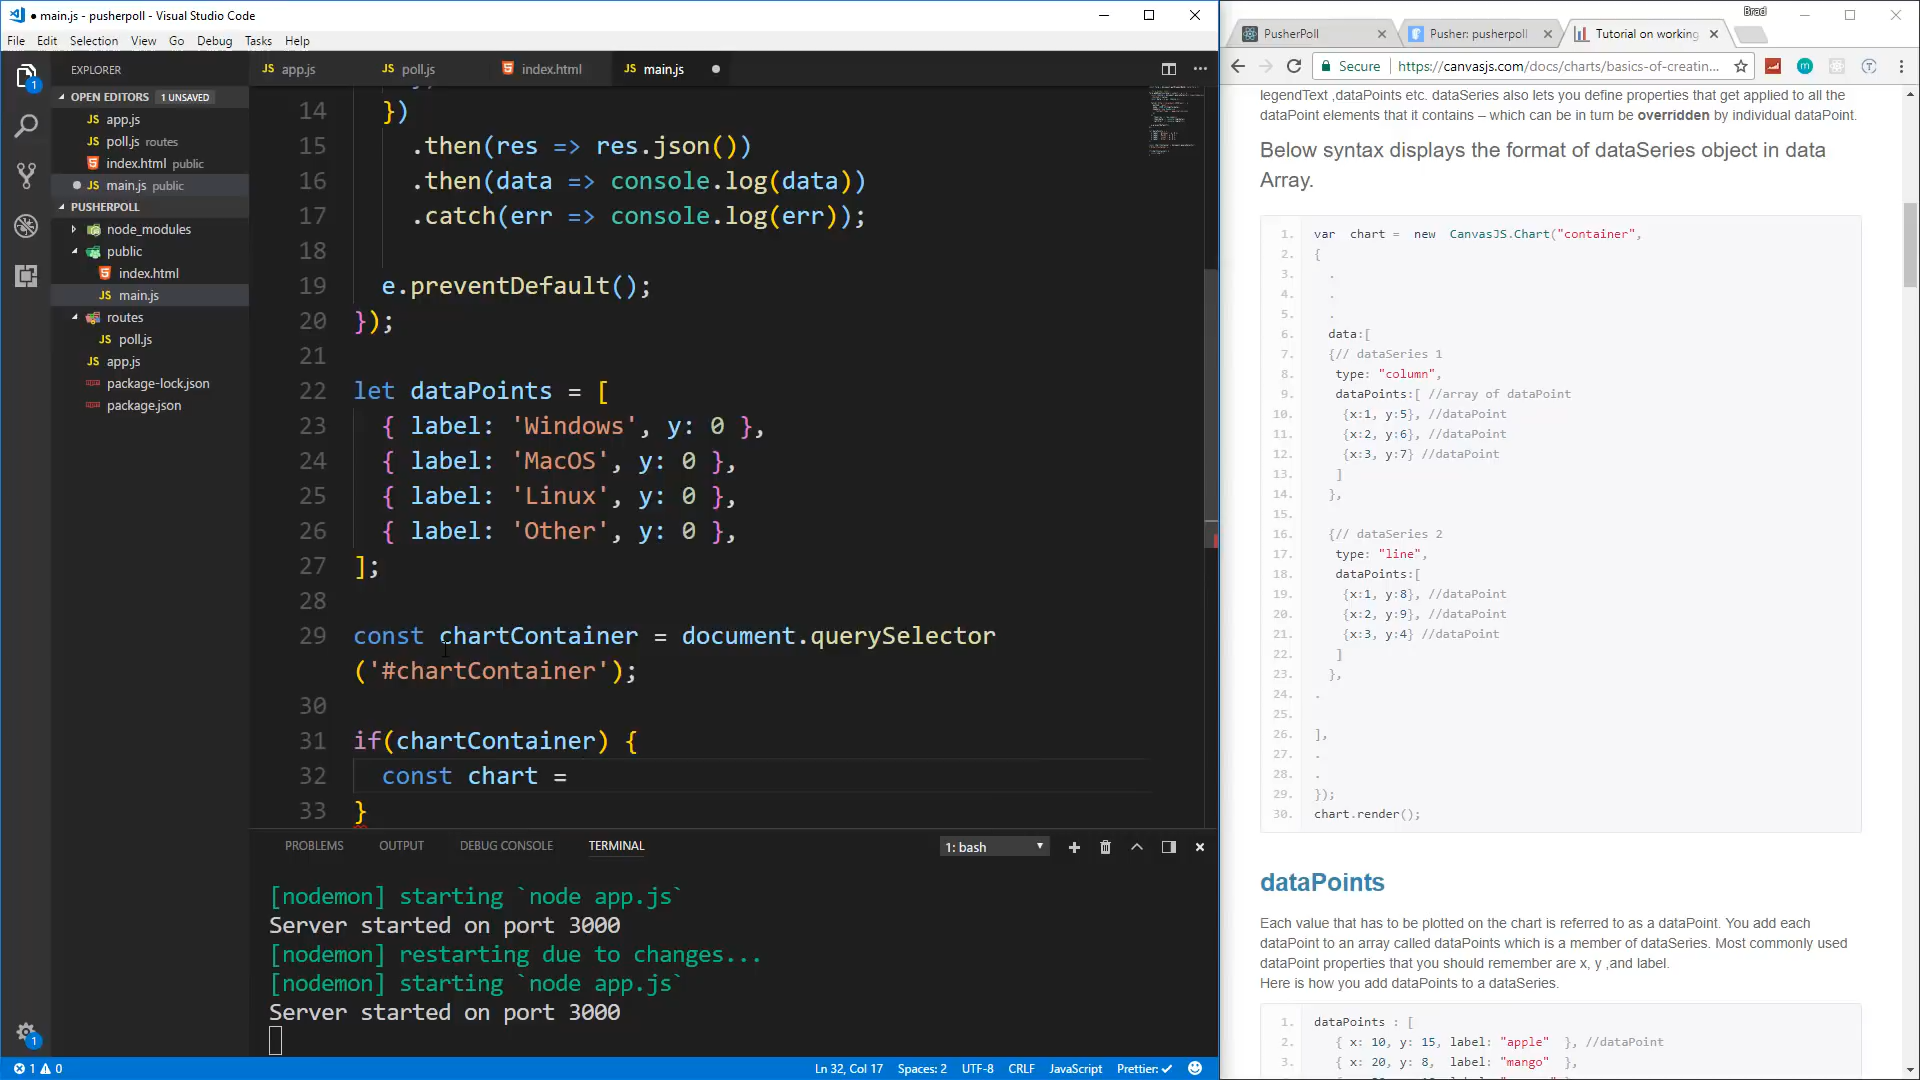 main.js - pusherpoll - Visual Studio Code
File Edit Selection View Go Debug Tasks Help
EXPLORER
OPEN EDITORS 1 UNSAVED
app.js
poll.js routes
index.html public
main.js public
PUSHERPOLL
node_modules
public
index.html
main.js
routes
poll.js
app.js
package-lock.json
package.json
app.js poll.js index.html main.js
14 })
15 .then(res => res.json())
16 .then(data => console.log(data))
17 .catch(err => console.log(err));
18
19 e.preventDefault();
20 });
21
22 let dataPoints = [
23 { label: 'Windows', y: 0 },
24 { label: 'MacOS', y: 0 },
25 { label: 'Linux', y: 0 },
26 { label: 'Other', y: 0 },
27 ];
28
29 const chartContainer = document.querySelector
('#chartContainer');
30
31 if(chartContainer) {
32 const chart =
33 }
PROBLEMS OUTPUT DEBUG CONSOLE TERMINAL 1: bash
[nodemon] starting `node app.js`
Server started on port 3000
[nodemon] restarting due to changes...
[nodemon] starting `node app.js`
Server started on port 3000
1 0 Ln 32, Col 17 Spaces: 2 UTF-8 CRLF JavaScript Prettier: ✓
Brad
PusherPoll Pusher: pusherpoll Tutorial on working
Secure https://canvasjs.com/docs/charts/basics-of-creatin...
legendText ,dataPoints etc. dataSeries also lets you define properties that get applied to all the
dataPoint elements that it contains – which can be in turn be overridden by individual dataPoint.
Below syntax displays the format of dataSeries object in data
Array.
1. var chart = new CanvasJS.Chart("container",
2. {
3. .
4. .
5. .
6. data:[
7. {// dataSeries 1
8. type: "column",
9. dataPoints:[ //array of dataPoint
10. {x:1, y:5}, //dataPoint
11. {x:2, y:6}, //dataPoint
12. {x:3, y:7} //dataPoint
13. ]
14. },
15.
16. {// dataSeries 2
17. type: "line",
18. dataPoints:[
19. {x:1, y:8}, //dataPoint
20. {x:2, y:9}, //dataPoint
21. {x:3, y:4} //dataPoint
22. ]
23. },
24. .
25.
26. ],
27. .
28. .
29. });
30. chart.render();
dataPoints
Each value that has to be plotted on the chart is referred to as a dataPoint. You add each
dataPoint to an array called dataPoints which is a member of dataSeries. Most commonly used
dataPoint properties that you should remember are x, y ,and label.
Here is how you add dataPoints to a dataSeries.
1. dataPoints : [
2. { x: 10, y: 15, label: "apple" }, //dataPoint
3. { x: 20, y: 8, label: "mango" },